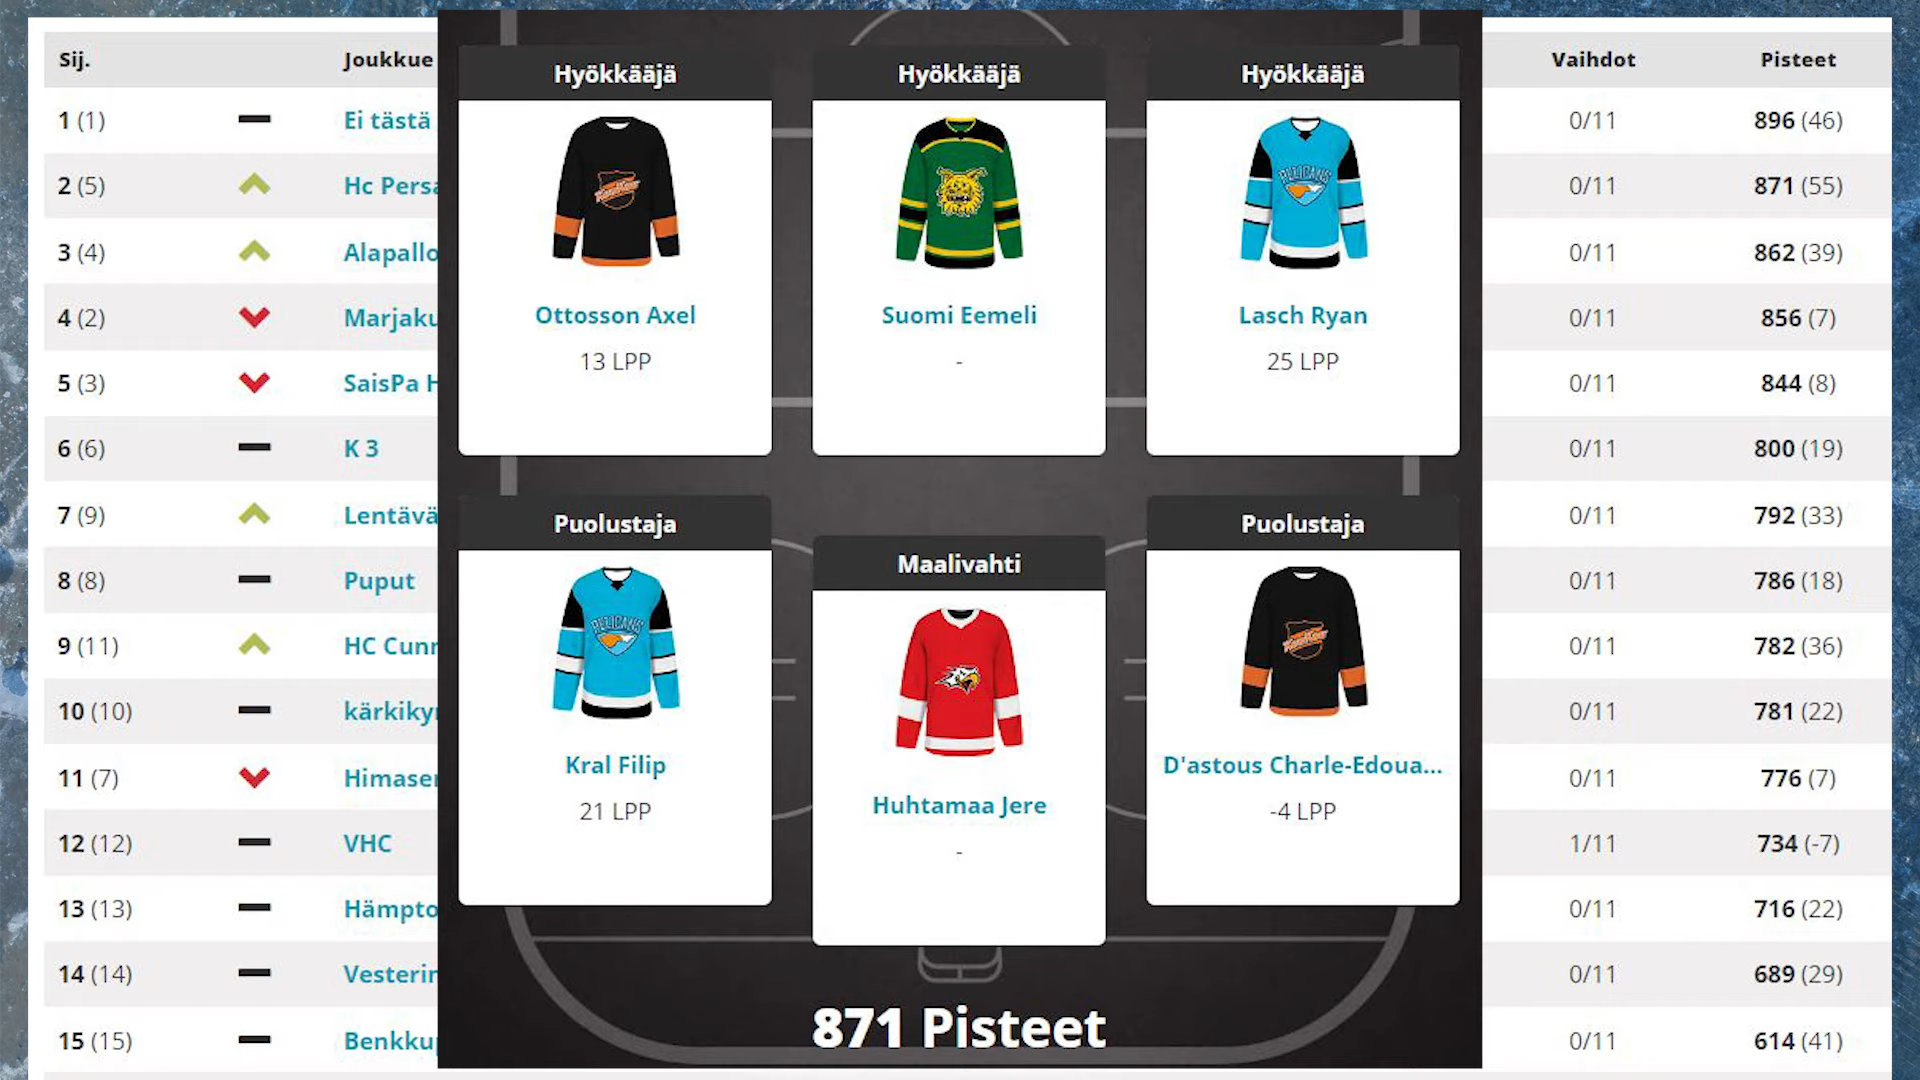 Sij. Joukkue Vaihdot Pisteet
1 (1) Ei tästä 0/11 896 (46)
2 (5) Hc Persa 0/11 871 (55)
3 (4) Alapallo 0/11 862 (39)
4 (2) Marjaku 0/11 856 (7)
5 (3) SaisPa H 0/11 844 (8)
6 (6) K 3 0/11 800 (19)
7 (9) Lentävä 0/11 792 (33)
8 (8) Puput 0/11 786 (18)
9 (11) HC Cunn 0/11 782 (36)
10 (10) kärkikyn 0/11 781 (22)
11 (7) Himasen 0/11 776 (7)
12 (12) VHC 1/11 734 (-7)
13 (13) Hämpto 0/11 716 (22)
14 (14) Vesterin 0/11 689 (29)
15 (15) Benkku 0/11 614 (41)
Hyökkääjä
Ottosson Axel
13 LPP
Hyökkääjä
Suomi Eemeli
-
Hyökkääjä
PELICANS
Lasch Ryan
25 LPP
Puolustaja
PELICANS
Kral Filip
21 LPP
Maalivahti
Huhtamaa Jere
-
Puolustaja
D'astous Charle-Edoua...
-4 LPP
871 Pisteet